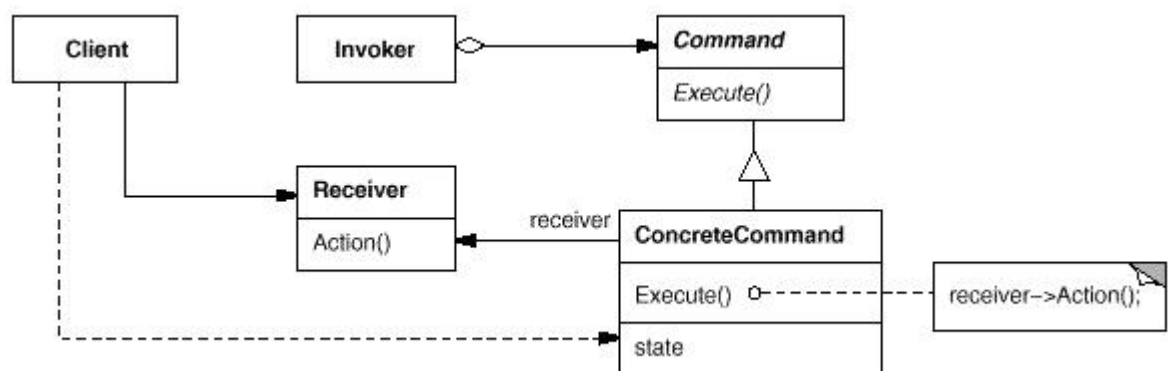 Client
Invoker
Command
Execute()
Receiver
Action()
receiver
ConcreteCommand
Execute()
receiver->Action();
state